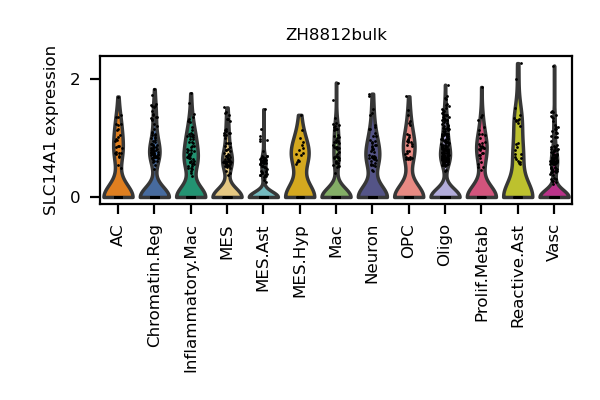 ZH8812bulk
SLC14A1 expression
2
0
AC
Chromatin.Reg
Inflammatory.Mac
MES
MES.Ast
MES.Hyp
Mac
Neuron
OPC
Oligo
Prolif.Metab
Reactive.Ast
Vasc